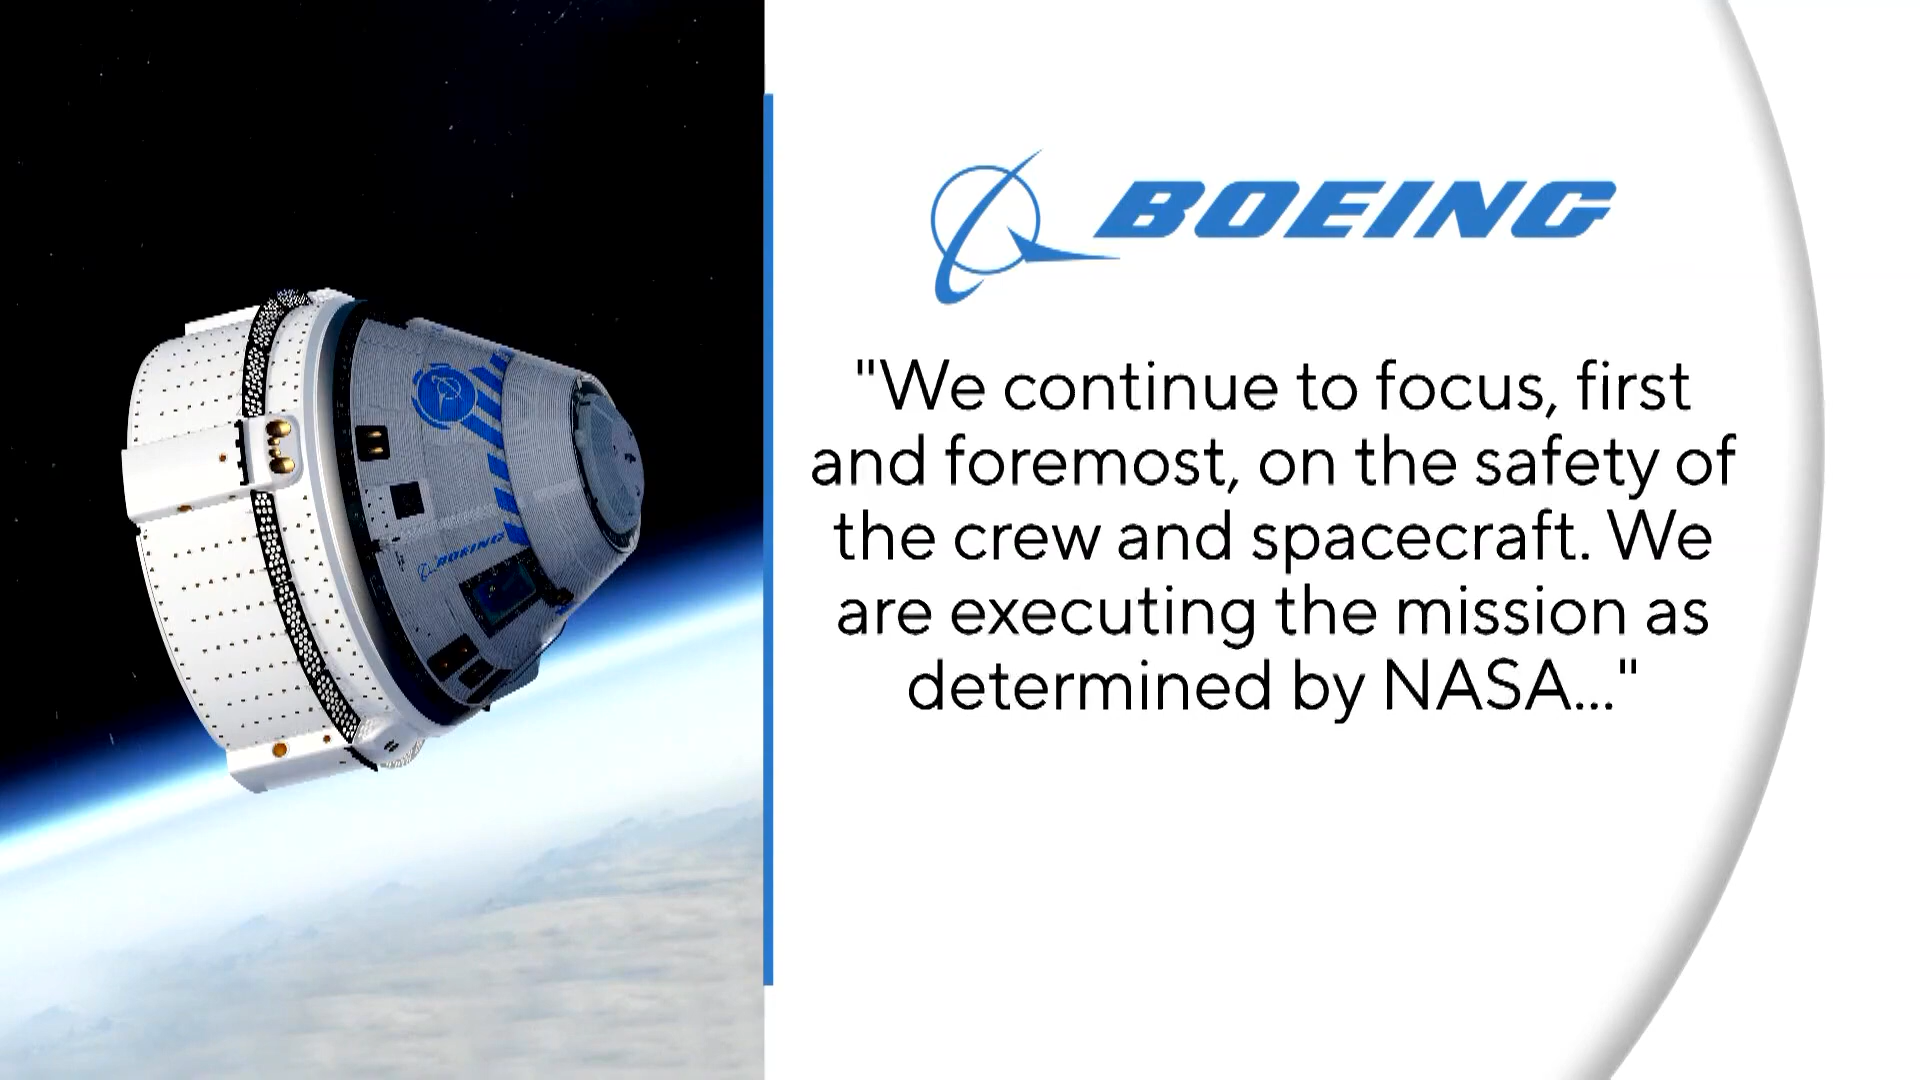 BOEING
BOEING
"We continue to focus, first
and foremost, on the safety of
the crew and spacecraft. We
are executing the mission as
determined by NASA..."